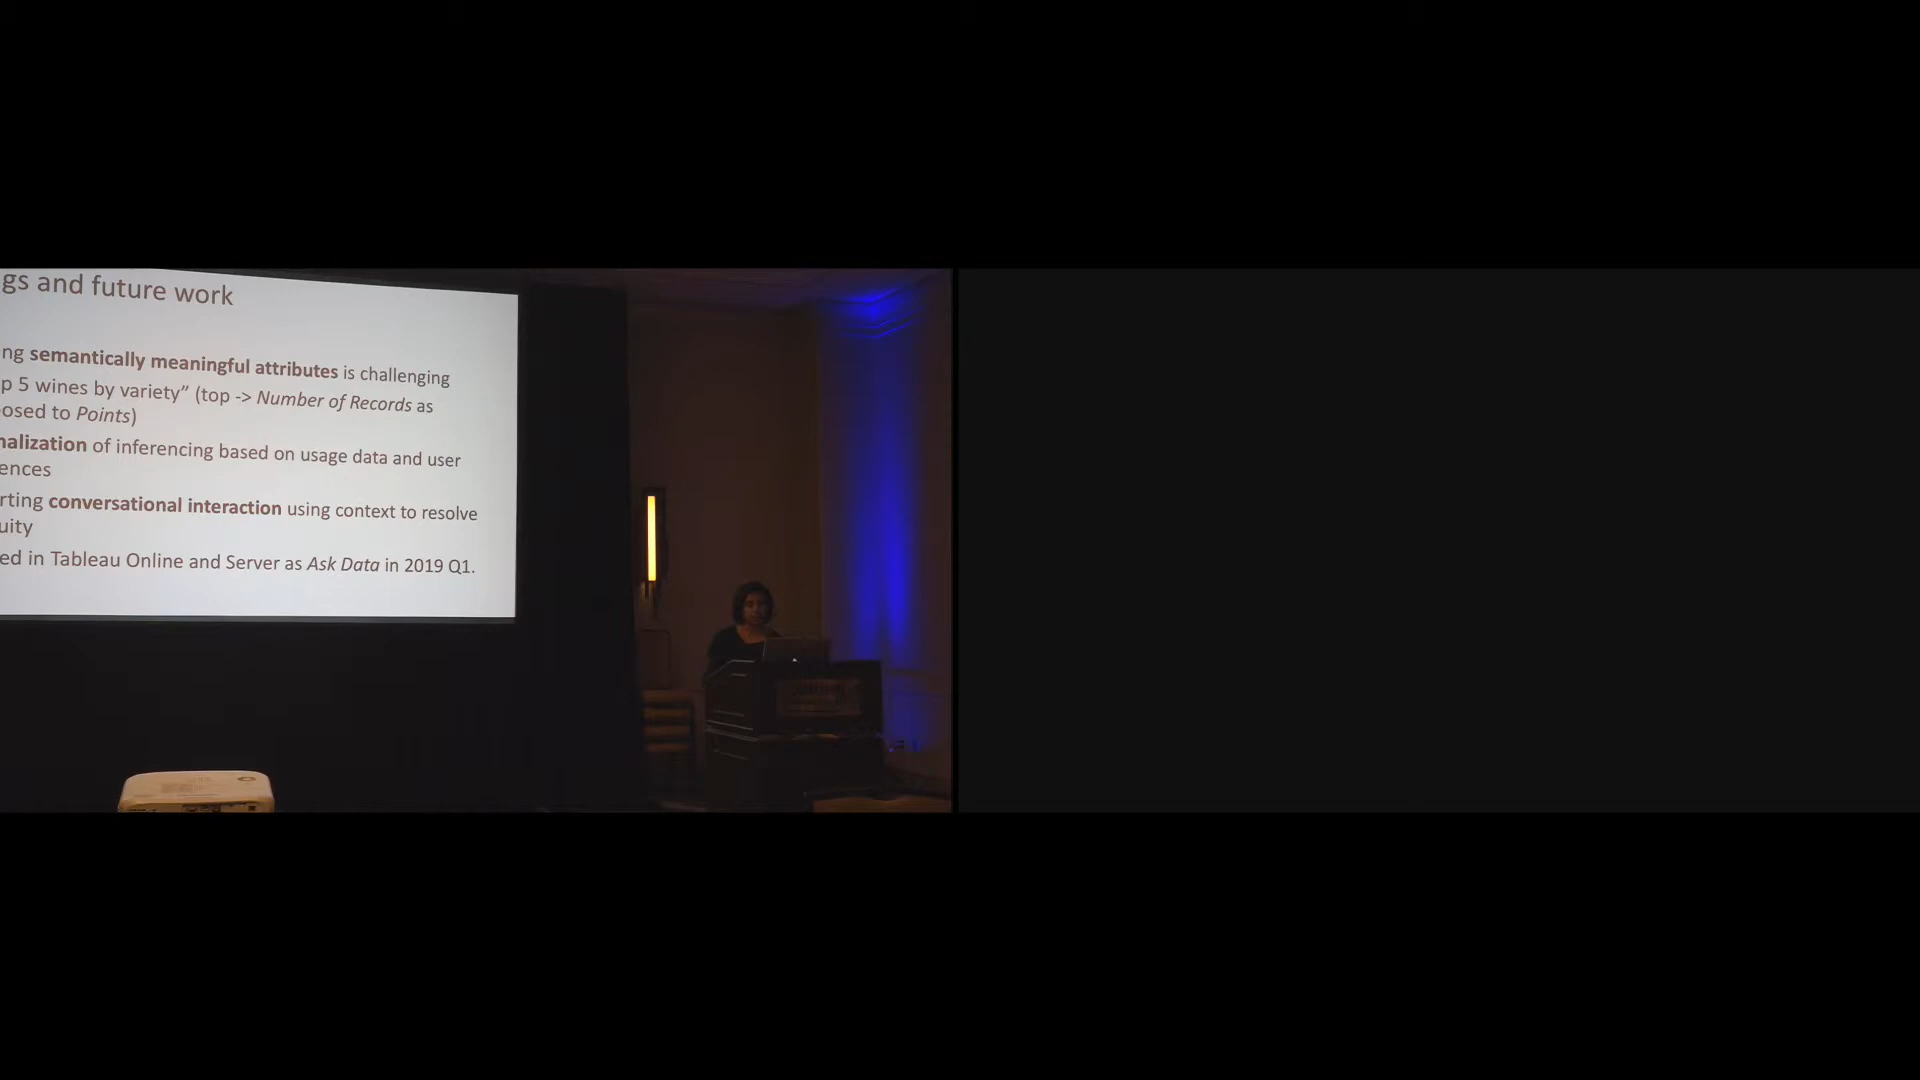 gs and future work
ng semantically meaningful attributes is challenging
p 5 wines by variety” (top -> Number of Records as
osed to Points)
nalization of inferencing based on usage data and user
ences
rting conversational interaction using context to resolve
uity
ed in Tableau Online and Server as Ask Data in 2019 Q1.